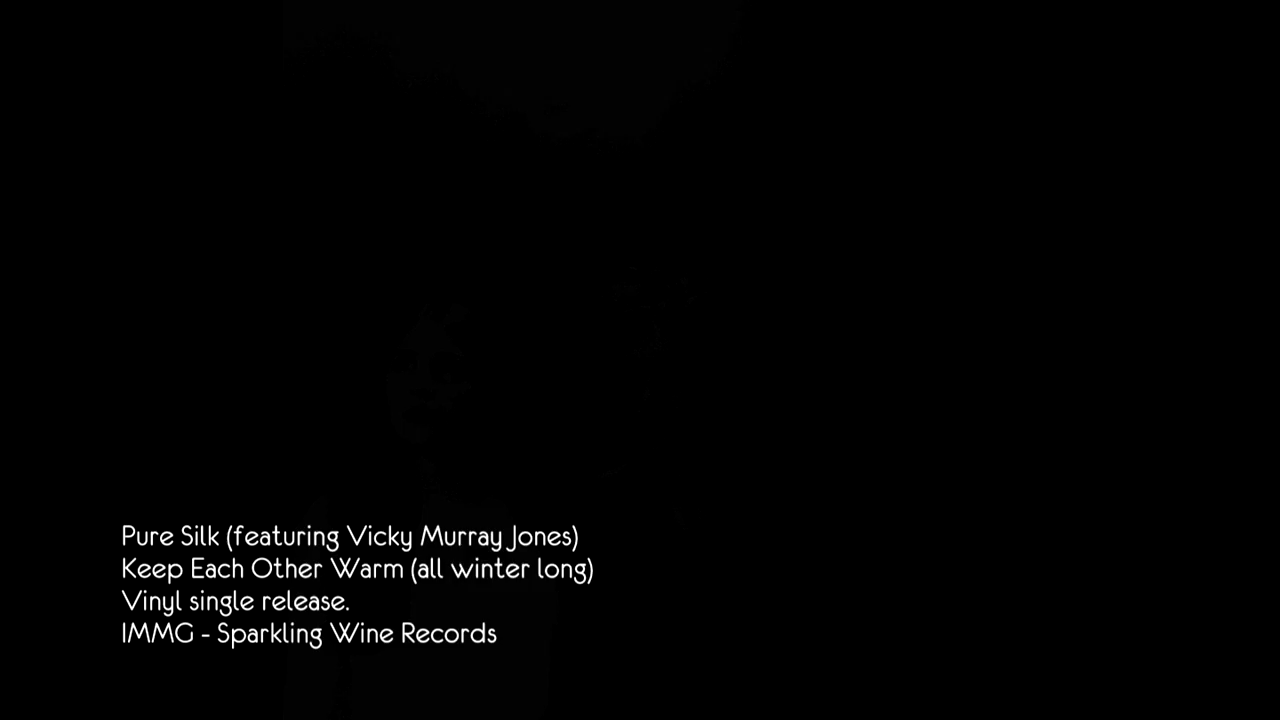 Pure Silk (featuring Vicky Murray Jones)
Keep Each Other Warm (all winter long)
Vinyl single release.
IMMG - Sparkling Wine Records